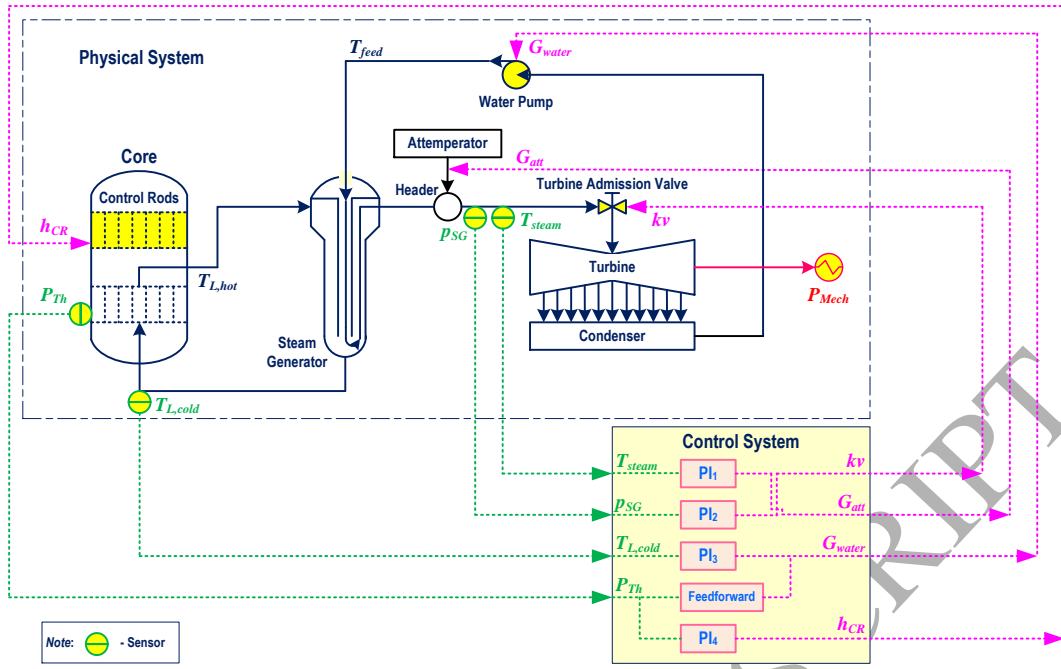 Physical System
T_feed
G_water
Water Pump
Attemperator
G_att
Core
Control Rods
Header
Turbine Admission Valve
h_CR
p_SG
T_steam
kv
T_L,hot
Turbine
P_Th
P_Mech
Steam
Generator
Condenser
T_L,cold
Control System
T_steam
PI1
kv
p_SG
PI2
G_att
T_L,cold
PI3
G_water
P_Th
Feedforward
PI4
h_CR
Note:
- Sensor